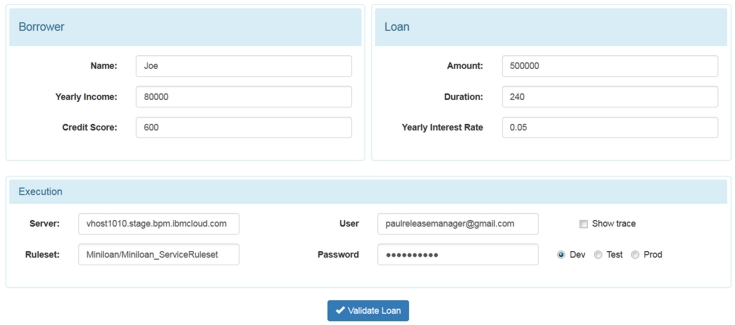 Borrower
Name: Joe
Yearly Income: 80000
Credit Score: 600
Loan
Amount: 500000
Duration: 240
Yearly Interest Rate 0.05
Execution
Server: vhost1010.stage.bpm.ibmcloud.com User paulreleasemanager@gmail.com Show trace
Ruleset: Miniloan/Miniloan_ServiceRuleset Password •••••••••• Dev Test Prod
Validate Loan